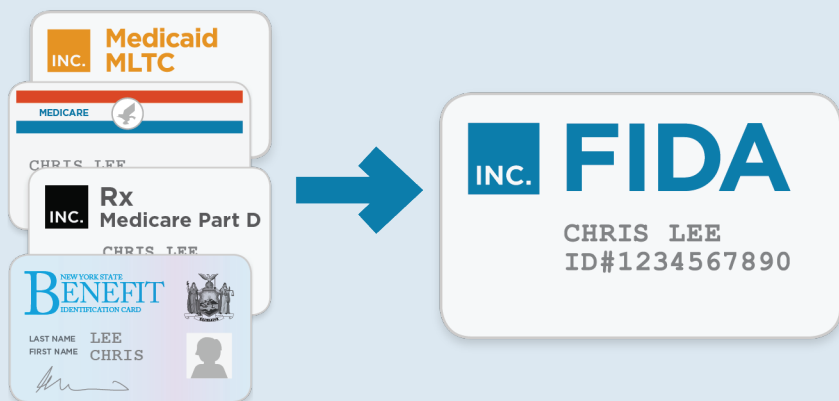 INC.
Medicaid
MLTC
MEDICARE
CHRIS LEE
INC.
Rx
Medicare Part D
CHRIS LEE
NEW YORK STATE
BENEFIT
IDENTIFICATION CARD
LAST NAME LEE
FIRST NAME CHRIS
INC.
FIDA
CHRIS LEE
ID#1234567890